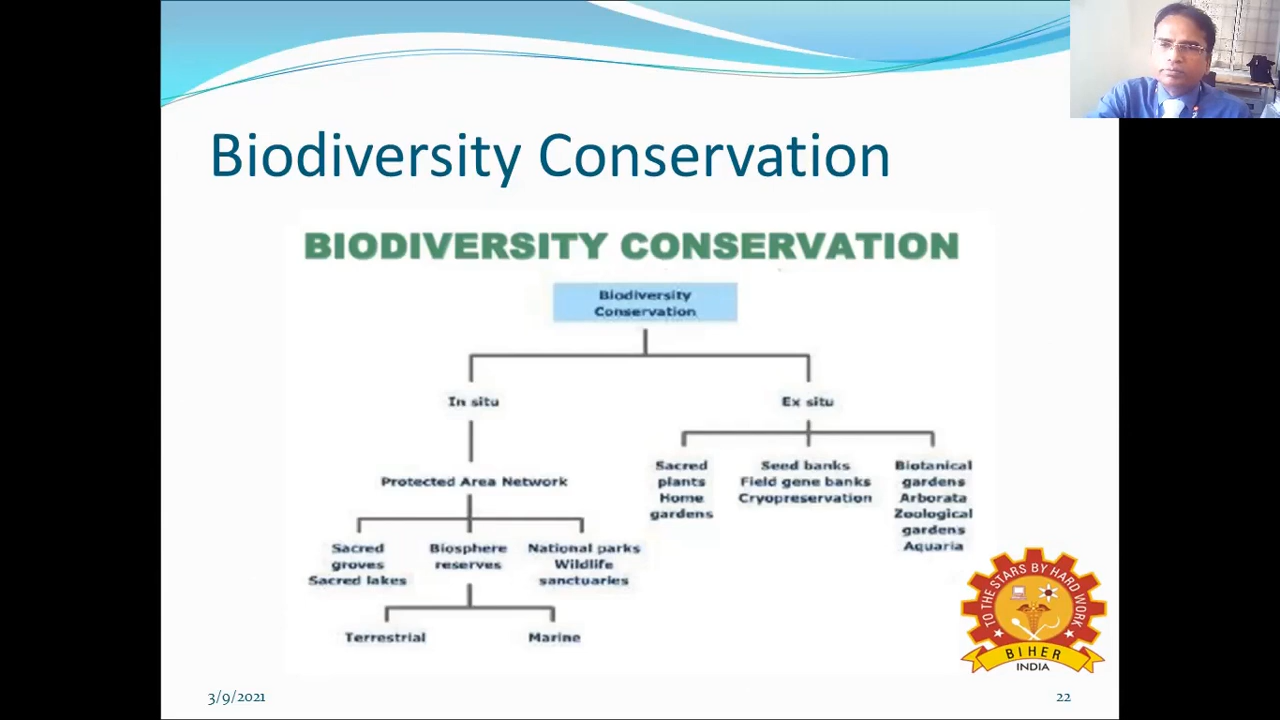 Biodiversity Conservation
BIODIVERSITY CONSERVATION
Biodiversity
Conservation
In situ
Ex situ
Protected Area Network
Sacred
plants
Home
gardens
Seed banks
Field gene banks
Cryopreservation
Biotanical
gardens
Arborata
Zoological
gardens
Aquaria
Sacred
groves
Sacred lakes
Biosphere
reserves
National parks
Wildlife
sanctuaries
Terrestrial
Marine
TO THE STARS BY HARD WORK
BIHER
INDIA
3/9/2021
22